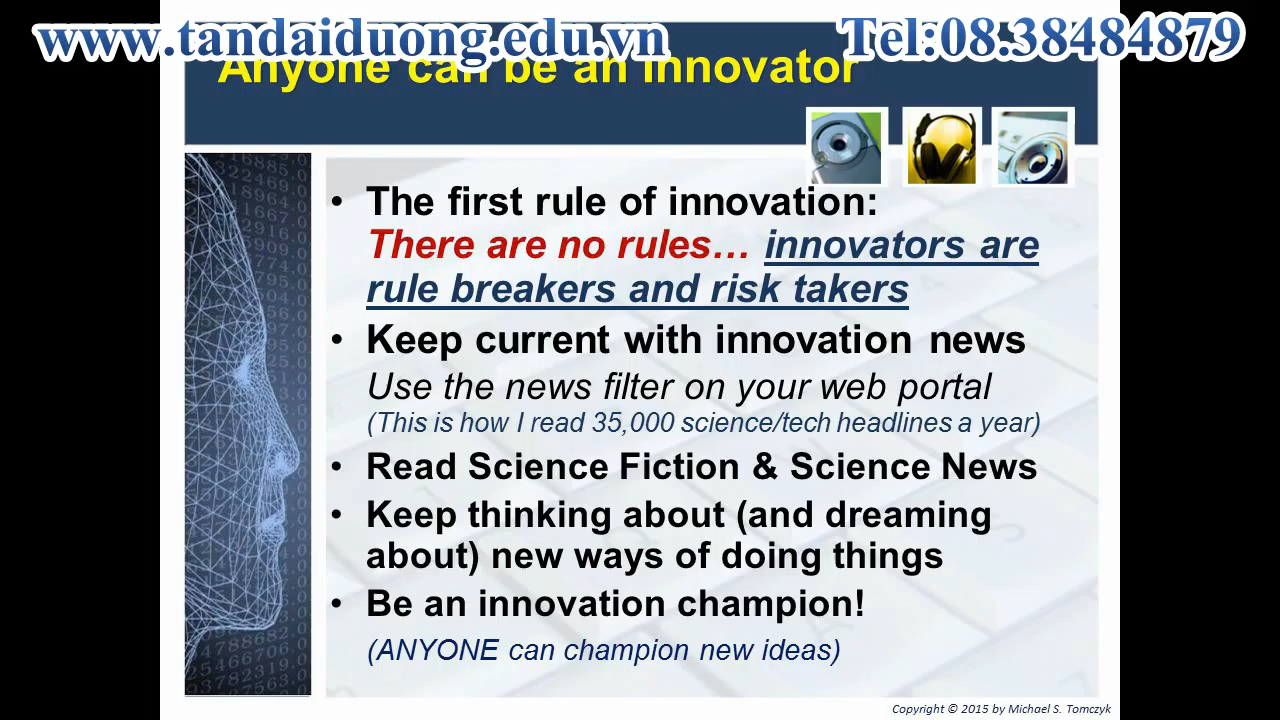 www.tandaiduong.edu.vn Tel:08.38484879
Anyone can be an innovator
• The first rule of innovation:
There are no rules… innovators are
rule breakers and risk takers
• Keep current with innovation news
Use the news filter on your web portal
(This is how I read 35,000 science/tech headlines a year)
• Read Science Fiction & Science News
• Keep thinking about (and dreaming
about) new ways of doing things
• Be an innovation champion!
(ANYONE can champion new ideas)
Copyright © 2015 by Michael S. Tomczyk